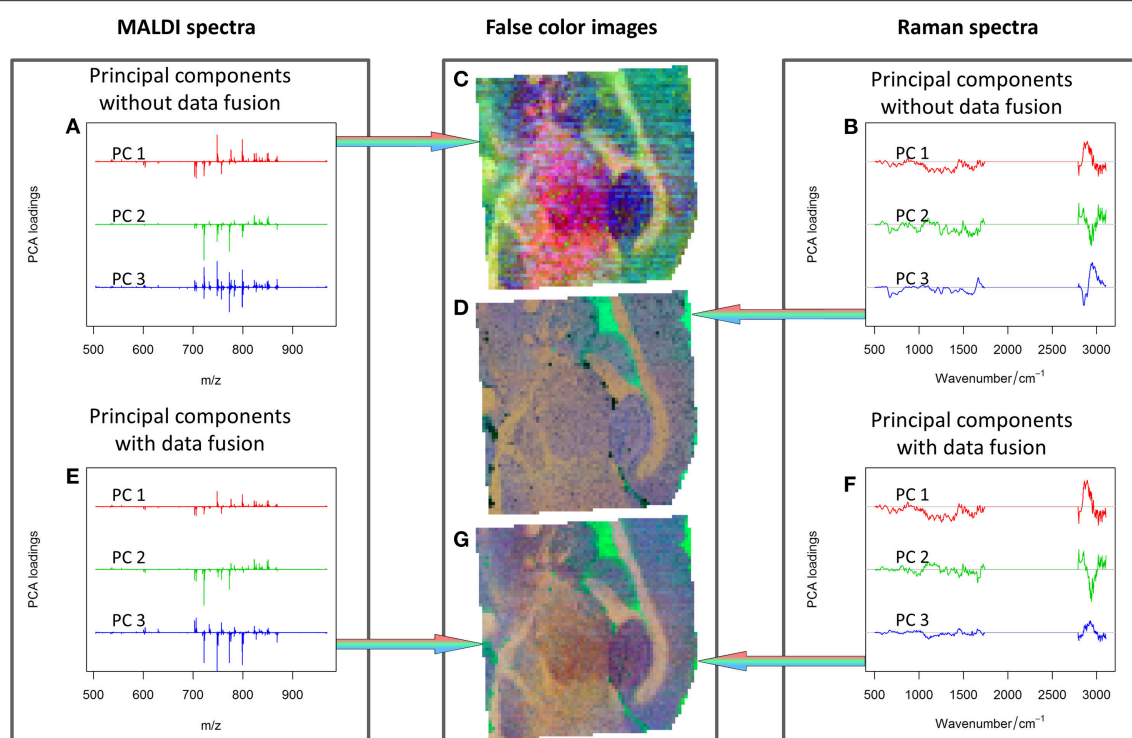 MALDI spectra
False color images
Raman spectra
Principal components
without data fusion
A
PC 1
PC 2
PC 3
PCA loadings
500 600 700 800 900
m/z
C
D
G
Principal components
without data fusion
B
PC 1
PC 2
PC 3
PCA loadings
500 1000 1500 2000 2500 3000
Wavenumber/cm⁻¹
Principal components
with data fusion
E
PC 1
PC 2
PC 3
PCA loadings
500 600 700 800 900
m/z
Principal components
with data fusion
F
PC 1
PC 2
PC 3
PCA loadings
500 1000 1500 2000 2500 3000
Wavenumber/cm⁻¹